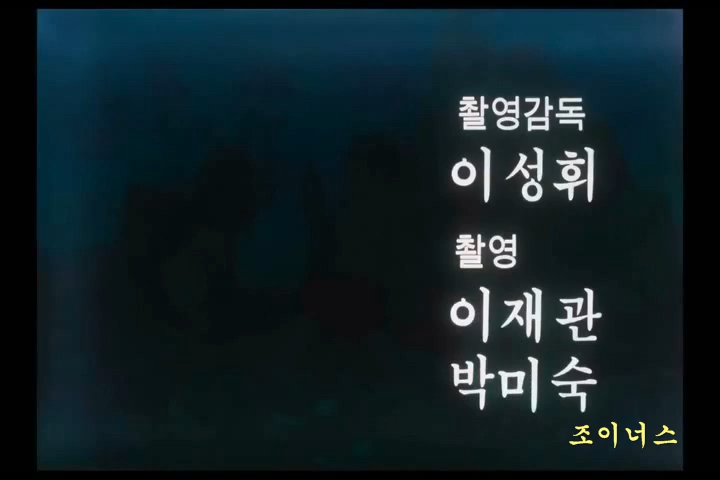 촬영감독
이성휘
촬영
이재관
박미숙
조이너스